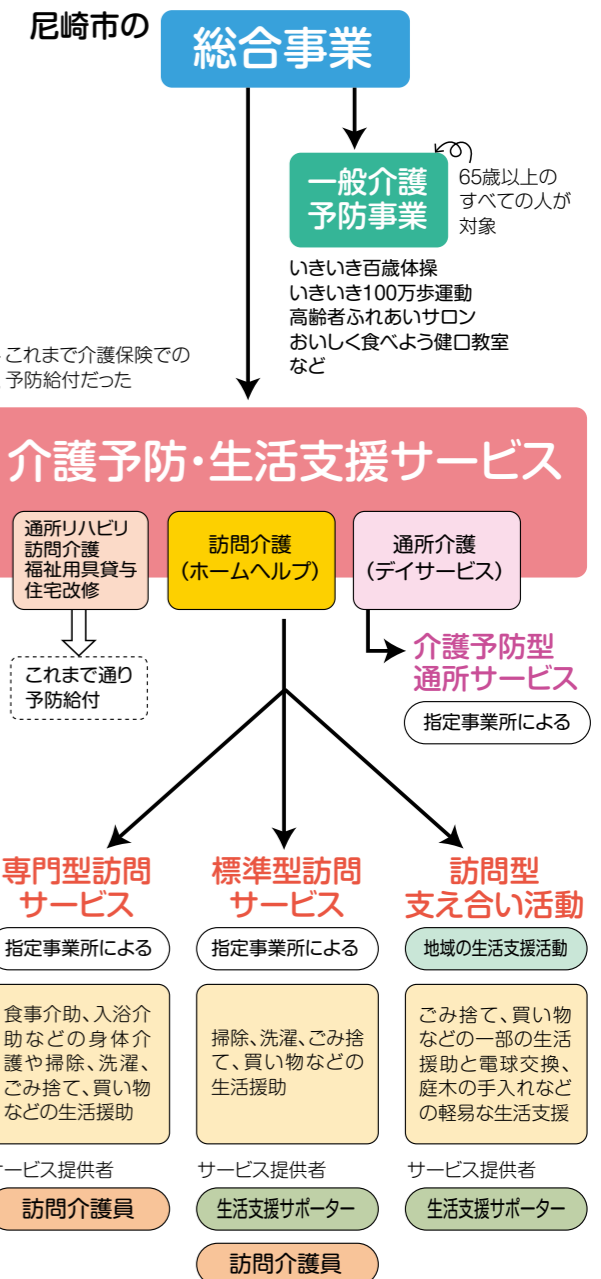 尼崎市の
総合事業
一般介護
予防事業
65歳以上の
すべての人が
対象
いきいき百歳体操
いきいき100万歩運動
高齢者ふれあいサロン
おいしく食べよう健口教室
など
これまで介護保険での
予防給付だった
介護予防・生活支援サービス
通所リハビリ
訪問介護
福祉用具貸与
住宅改修
これまで通り
予防給付
訪問介護
(ホームヘルプ)
通所介護
(デイサービス)
介護予防型
通所サービス
指定事業所による
専門型訪問
サービス
指定事業所による
食事介助、入浴介
助などの身体介
護や掃除、洗濯、
ごみ捨て、買い物
などの生活援助
サービス提供者
訪問介護員
標準型訪問
サービス
指定事業所による
掃除、洗濯、ごみ捨
て、買い物などの
生活援助
サービス提供者
生活支援サポーター
訪問介護員
訪問型
支え合い活動
地域の生活支援活動
ごみ捨て、買い物
などの一部の生活
援助と電球交換、
庭木の手入れなど
の軽易な生活支援
サービス提供者
生活支援サポーター